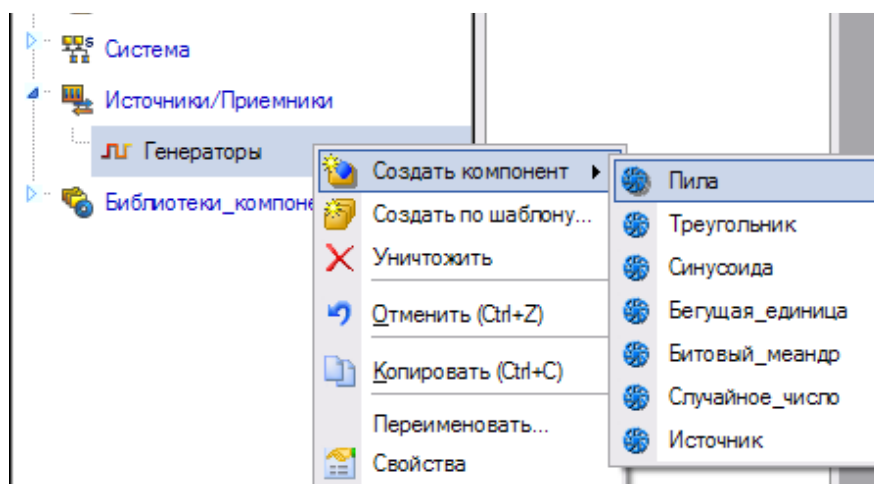 Система
Источники/Приемники
Генераторы
Библиотеки_компоне
Создать компонент
Создать по шаблону...
Уничтожить
Отменить (Ctrl+Z)
Копировать (Ctrl+C)
Переименовать...
Свойства
Пила
Треугольник
Синусоида
Бегущая_единица
Битовый_меандр
Случайное_число
Источник